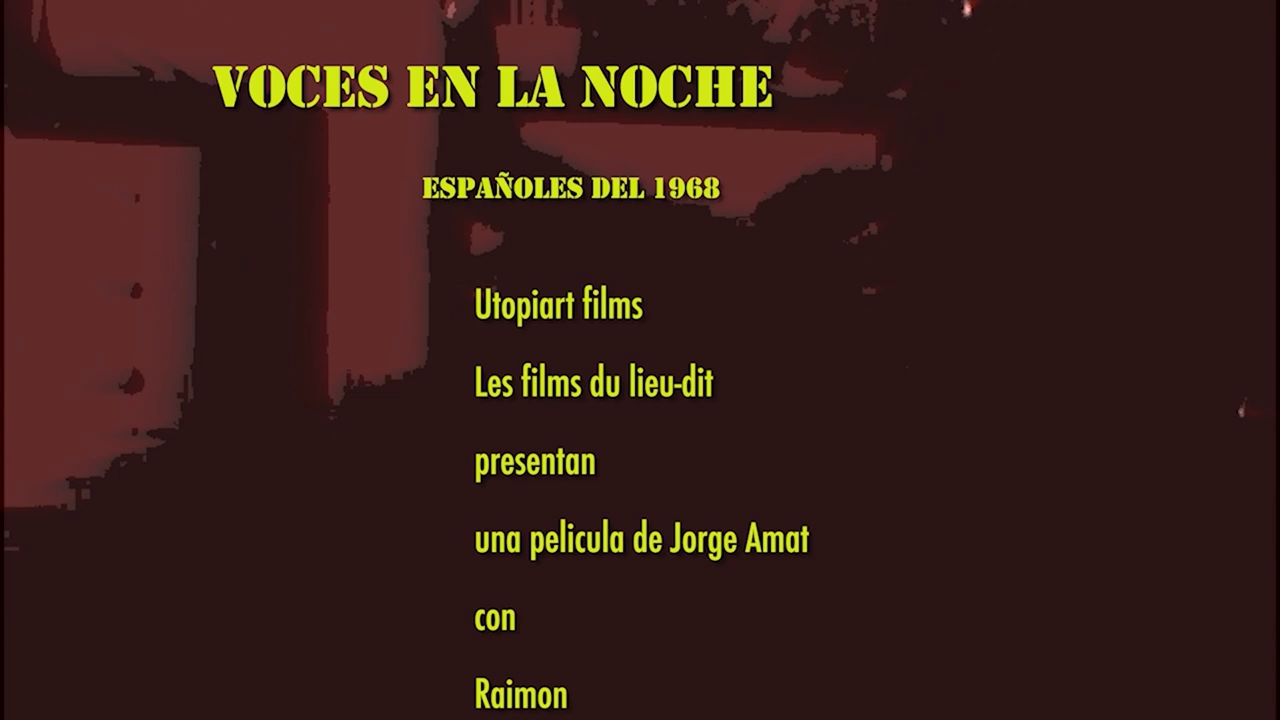 VOCES EN LA NOCHE
ESPAÑOLES DEL 1968
Utopiart films
Les films du lieu-dit
presentan
una pelicula de Jorge Amat
con
Raimon